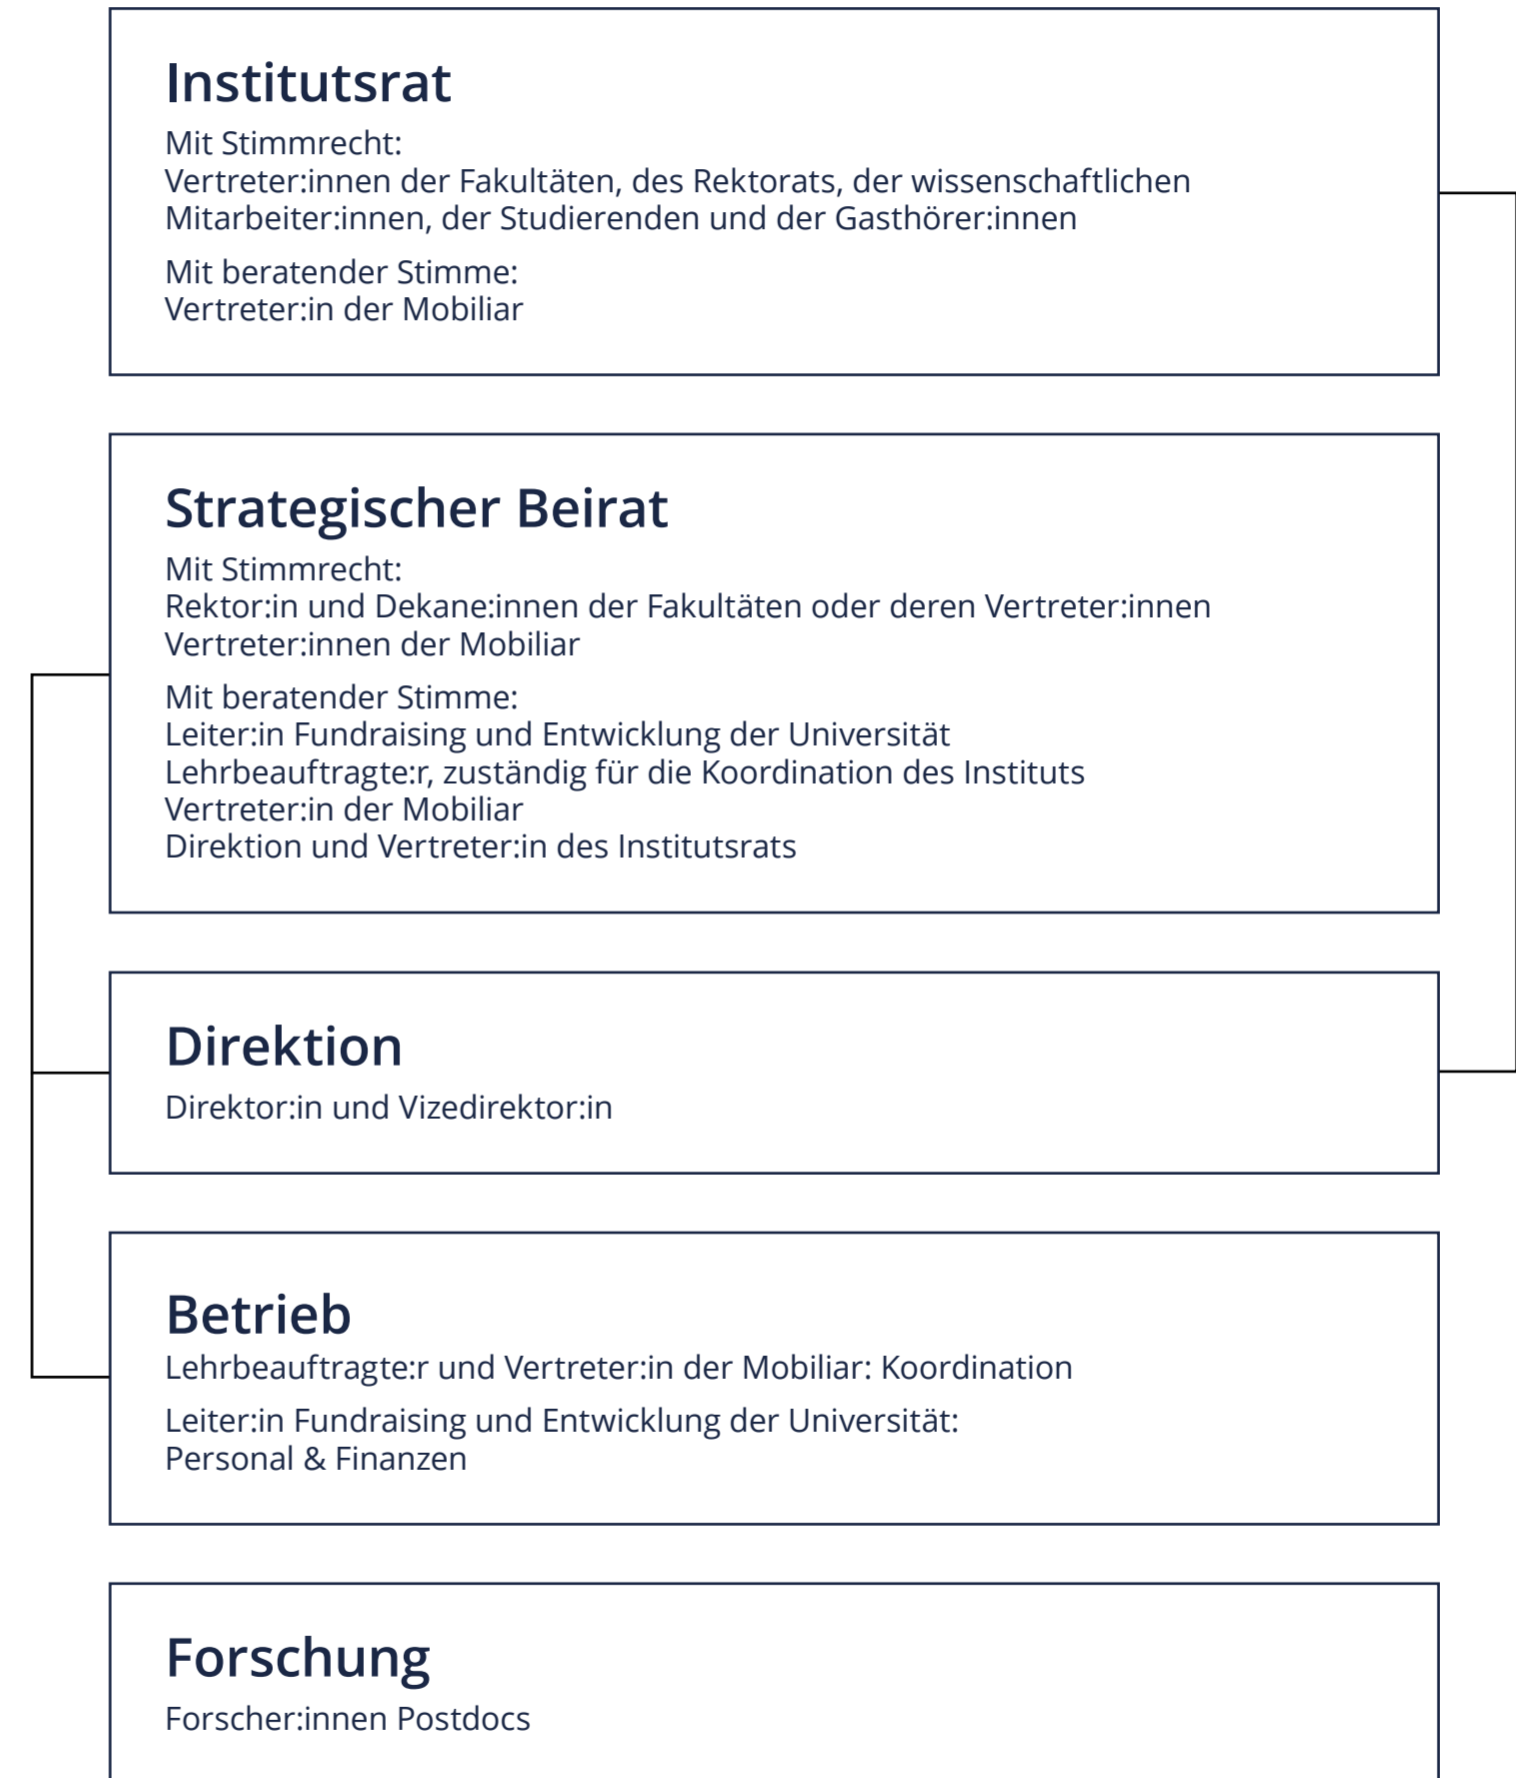 Institutsrat
Mit Stimmrecht:
Vertreter:innen der Fakultäten, des Rektorats, der wissenschaftlichen
Mitarbeiter:innen, der Studierenden und der Gasthörer:innen
Mit beratender Stimme:
Vertreter:in der Mobiliar
Strategischer Beirat
Mit Stimmrecht:
Rektor:in und Dekane:innen der Fakultäten oder deren Vertreter:innen
Vertreter:innen der Mobiliar
Mit beratender Stimme:
Leiter:in Fundraising und Entwicklung der Universität
Lehrbeauftragte:r, zuständig für die Koordination des Instituts
Vertreter:in der Mobiliar
Direktion und Vertreter:in des Institutsrats
Direktion
Direktor:in und Vizedirektor:in
Betrieb
Lehrbeauftragte:r und Vertreter:in der Mobiliar: Koordination
Leiter:in Fundraising und Entwicklung der Universität:
Personal & Finanzen
Forschung
Forscher:innen Postdocs